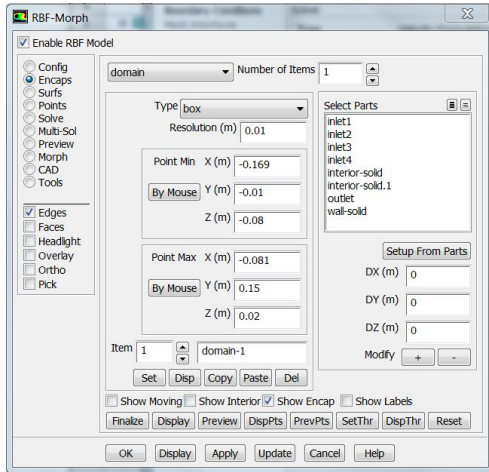 RBF-Morph
Enable RBF Model
Config
Encaps
Surfs
Points
Solve
Multi-Sol
Preview
Morph
CAD
Tools
Edges
Faces
Headlight
Overlay
Ortho
Pick
domain
Number of Items 1
Type box
Resolution (m) 0.01
Point Min X (m) -0.169
By Mouse Y (m) -0.01
Z (m) -0.08
Point Max X (m) -0.081
By Mouse Y (m) 0.15
Z (m) 0.02
Item 1 domain-1
Set Disp Copy Paste Del
Select Parts
inlet1
inlet2
inlet3
inlet4
interior-solid
interior-solid.1
outlet
wall-solid
Setup From Parts
DX (m) 0
DY (m) 0
DZ (m) 0
Modify + -
Show Moving Show Interior Show Encap Show Labels
Finalize Display Preview DispPts PrevPts SetThr DispThr Reset
OK Display Apply Update Cancel Help